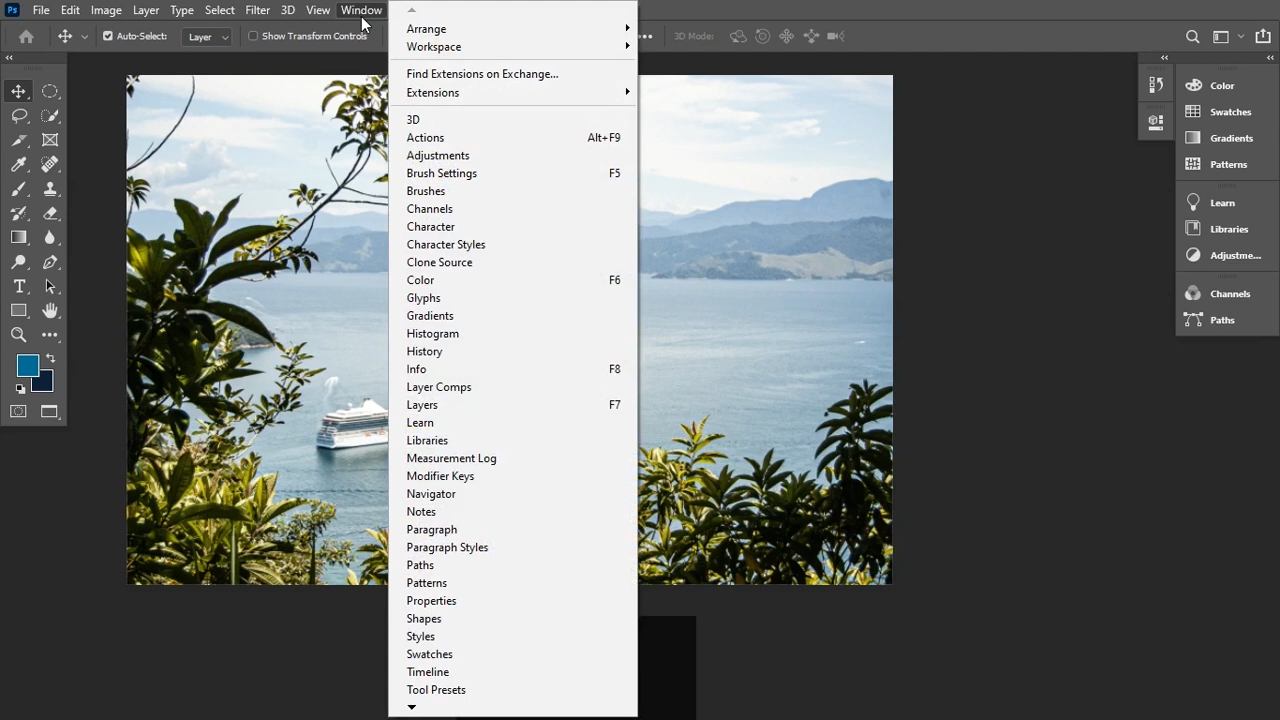 Ps File Edit Image Layer Type Select Filter 3D View Window
Auto-Select: Layer Show Transform Controls
3D Mode:
Arrange
Workspace
Find Extensions on Exchange...
Extensions
3D
Actions Alt+F9
Adjustments
Brush Settings F5
Brushes
Channels
Character
Character Styles
Clone Source
Color F6
Glyphs
Gradients
Histogram
History
Info F8
Layer Comps
Layers F7
Learn
Libraries
Measurement Log
Modifier Keys
Navigator
Notes
Paragraph
Paragraph Styles
Paths
Patterns
Properties
Shapes
Styles
Swatches
Timeline
Tool Presets
Color
Swatches
Gradients
Patterns
Learn
Libraries
Adjustme...
Channels
Paths